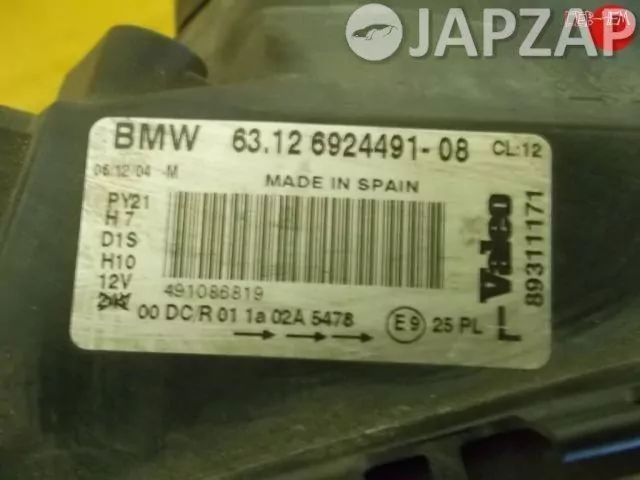 JAPZAP
BMW 63.12 6924491-08 CL:12
06.12.04 -M MADE IN SPAIN
PY21
H7
D1S
H10
12V
491086819
00 DC/R 01 1a 02A 5478 E9 25 PL
L Valeo
89311171